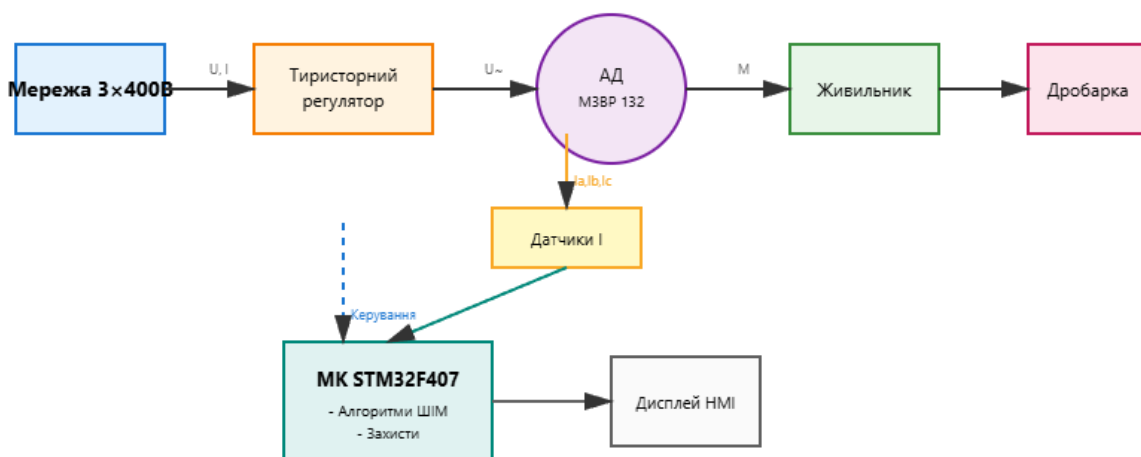 Мережа 3×400В
U, I
Тиристорний
регулятор
U~
АД
МЗВР 132
М
Живильник
Дробарка
Ia,Ib,Ic
Датчики I
Керування
МК STM32F407
- Алгоритми ШІМ
- Захисти
Дисплей HMI